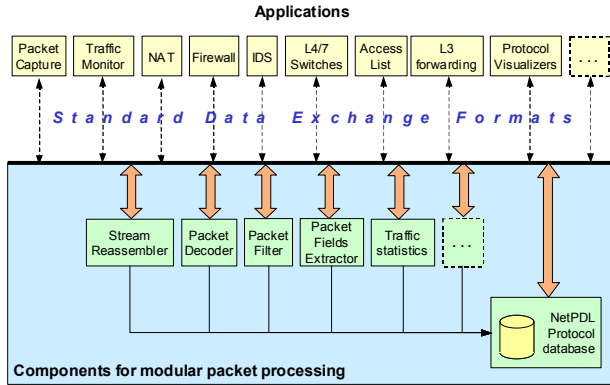 Applications
Packet
Capture
Traffic
Monitor
NAT
Firewall
IDS
L4/7
Switches
Access
List
L3
forwarding
Protocol
Visualizers
...
Standard Data Exchange Formats
Stream
Reassembler
Packet
Decoder
Packet
Filter
Packet
Fields
Extractor
Traffic
statistics
...
NetPDL
Protocol
database
Components for modular packet processing